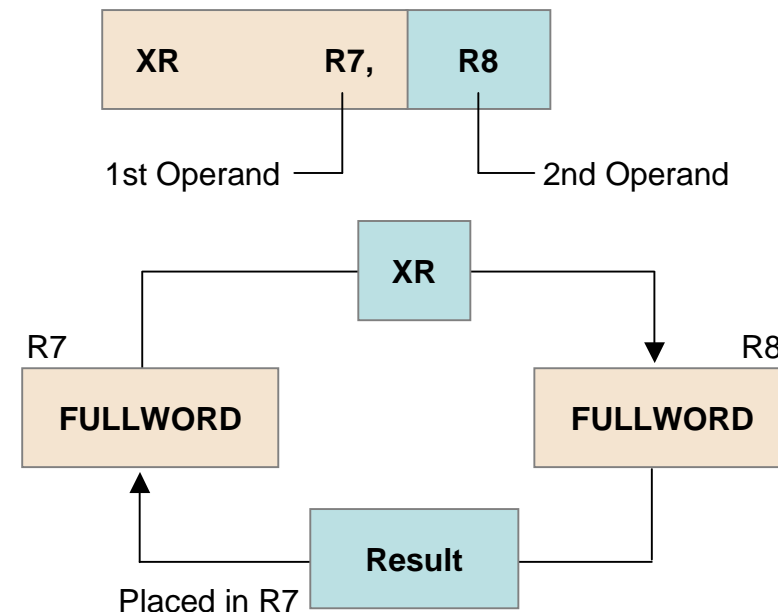 XR R7, R8
1st Operand 2nd Operand
XR
R7 R8
FULLWORD FULLWORD
Result
Placed in R7